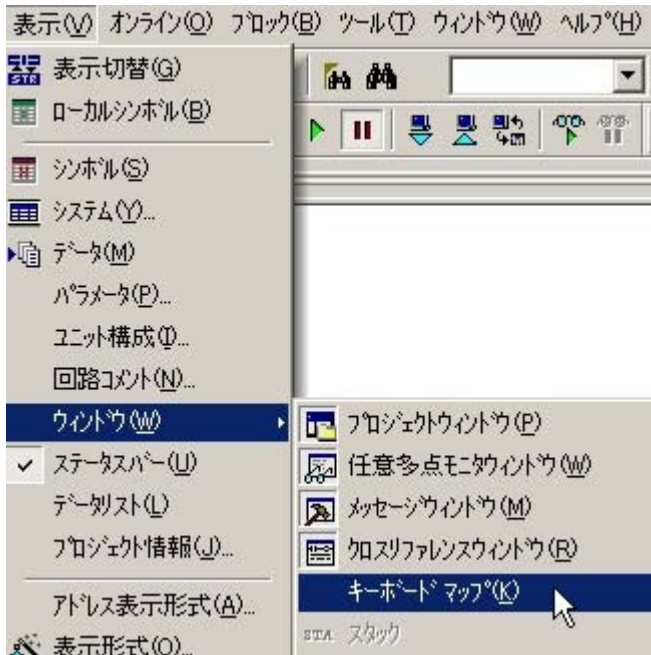 表示(V) ｵﾝﾗｲﾝ(O) ﾌﾞﾛｯｸ(B) ﾂｰﾙ(T) ｳｨﾝﾄﾞｳ(W) ﾍﾙﾌﾟ(H)
STR 表示切替(G)
ﾛｰｶﾙｼﾝﾎﾞﾙ(B)
ｼﾝﾎﾞﾙ(S)
ｼｽﾃﾑ(Y)...
ﾃﾞｰﾀ(M)
ﾊﾟﾗﾒｰﾀ(P)...
ﾕﾆｯﾄ構成(I)...
回路ｺﾒﾝﾄ(N)...
ｳｨﾝﾄﾞｳ(W)
ｽﾃｰﾀｽﾊﾞｰ(U)
ﾃﾞｰﾀﾘｽﾄ(L)
ﾌﾟﾛｼﾞｪｸﾄ情報(J)...
ｱﾄﾞﾚｽ表示形式(A)...
表示形式(O)...
ﾌﾟﾛｼﾞｪｸﾄｳｨﾝﾄﾞｳ(P)
任意多点ﾓﾆﾀｳｨﾝﾄﾞｳ(W)
ﾒｯｾｰｼﾞｳｨﾝﾄﾞｳ(M)
ｸﾛｽﾘﾌｧﾚﾝｽｳｨﾝﾄﾞｳ(R)
ｷｰﾎﾞｰﾄﾞ ﾏｯﾌﾟ(K)
STA ｽﾀｯｸ